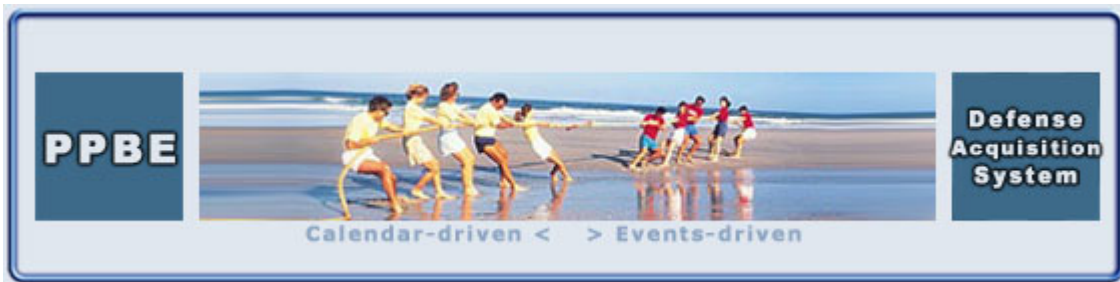 PPBE
Defense
Acquisition
System
Calendar-driven <   > Events-driven